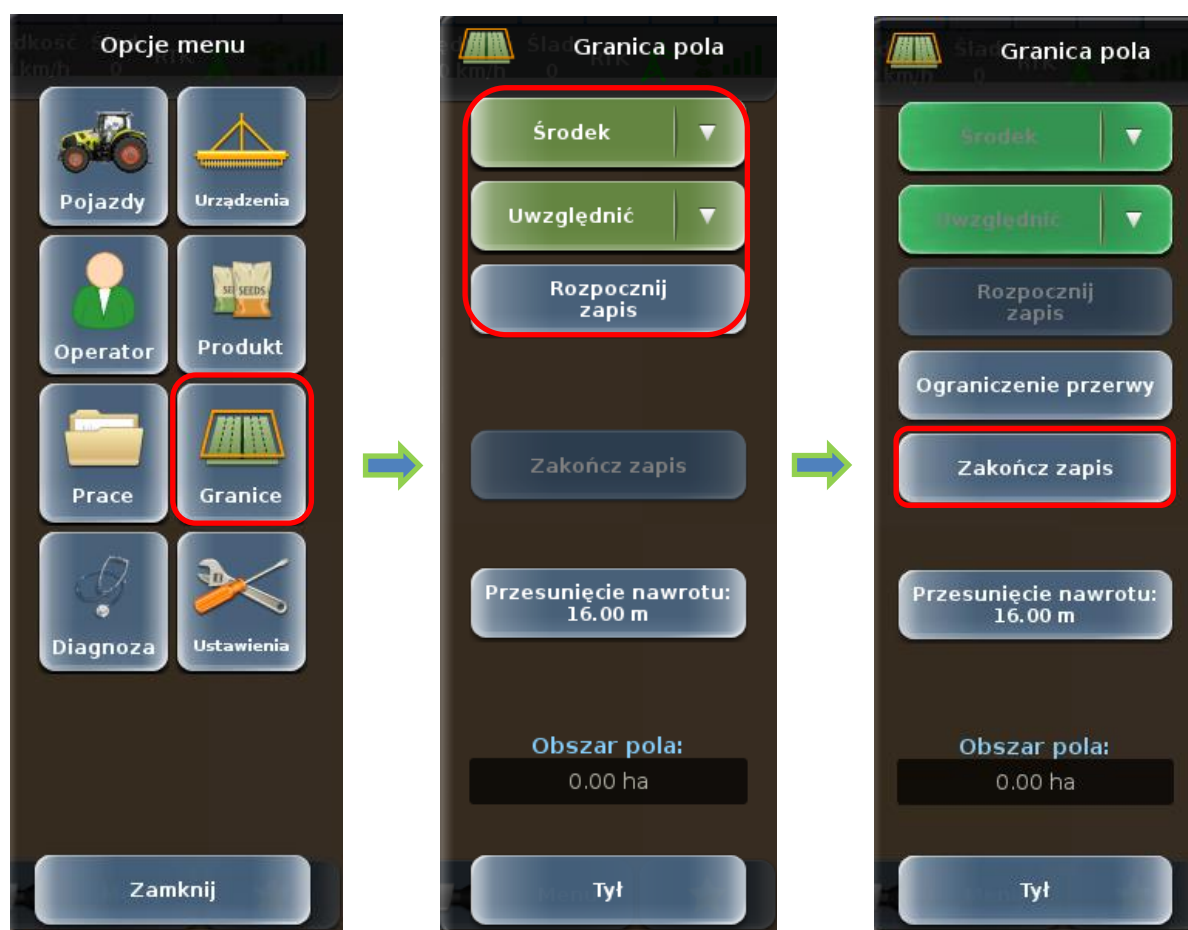 Opcje menu
Pojazdy
Urządzenia
Operator
SEEDS
Produkt
Prace
Granice
Diagnoza
Ustawienia
Zamknij
Granica pola
Środek
Uwzględnić
Rozpocznij
zapis
Zakończ zapis
Przesunięcie nawrotu:
16.00 m
Obszar pola:
0.00 ha
Tył
Granica pola
Środek
Uwzględnić
Rozpocznij
zapis
Ograniczenie przerwy
Zakończ zapis
Przesunięcie nawrotu:
16.00 m
Obszar pola:
0.00 ha
Tył